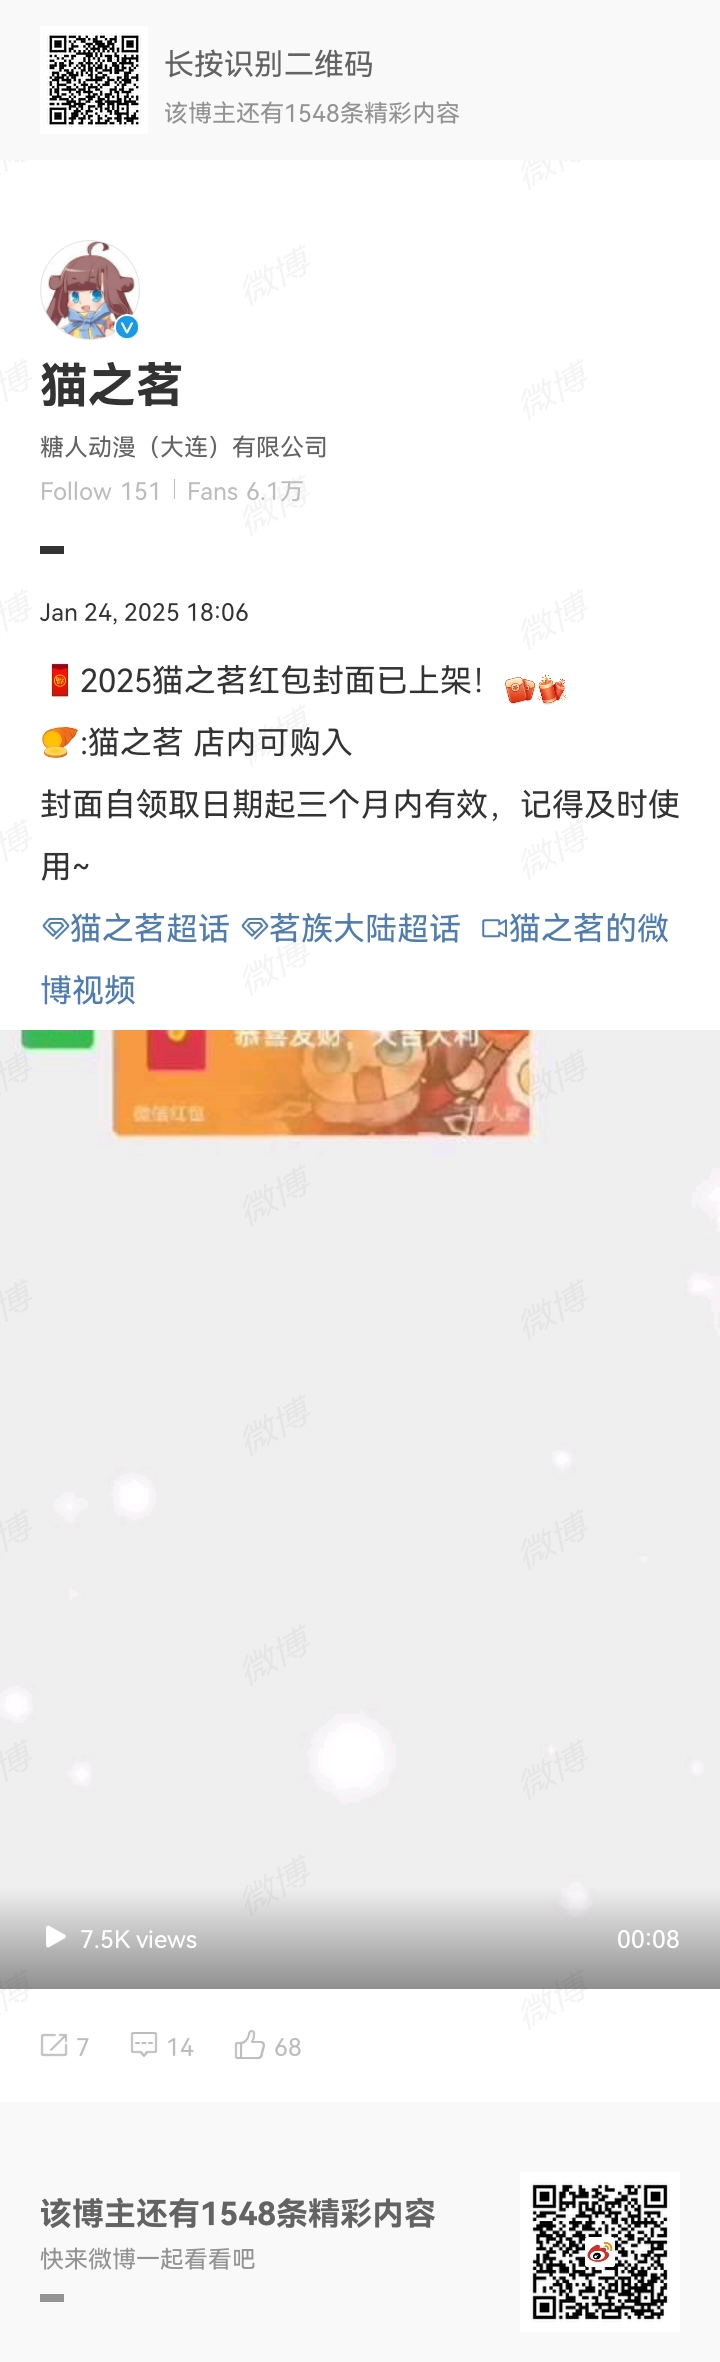 长按识别二维码
该博主还有1548条精彩内容
猫之茗
糖人动漫（大连）有限公司
Follow 151 | Fans 6.1万
Jan 24, 2025 18:06
2025猫之茗红包封面已上架！
:猫之茗 店内可购入
封面自领取日期起三个月内有效，记得及时使
用~
猫之茗超话 茗族大陆超话 猫之茗的微
博视频
恭喜发财，大吉大利
微信红包
7.5K views 00:08
7 14 68
该博主还有1548条精彩内容
快来微博一起看看吧
微博